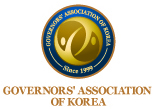 GOVERNORS' ASSOCIATION OF KOREA
Since 1999
GOVERNORS' ASSOCIATION
OF KOREA